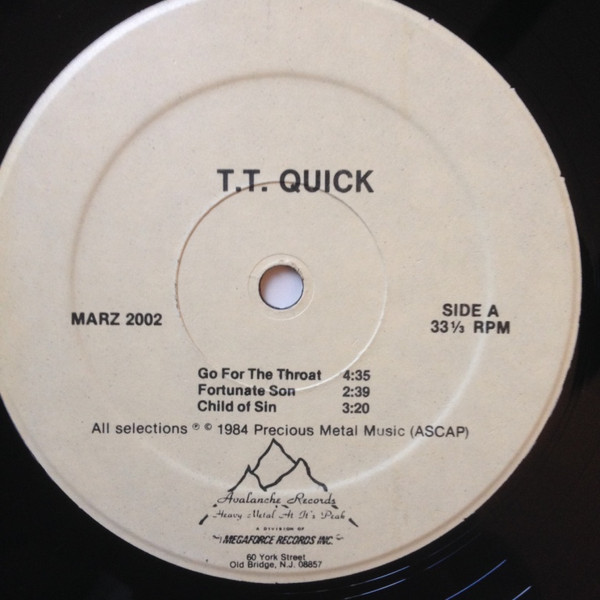 T.T. QUICK
MARZ 2002
SIDE A
33⅓ RPM
Go For The Throat 4:35
Fortunate Son 2:39
Child of Sin 3:20
All selections ℗ © 1984 Precious Metal Music (ASCAP)
Avalanche Records
Heavy Metal At It's Peak
A DIVISION OF
MEGAFORCE RECORDS INC.
60 York Street
Old Bridge, N.J. 08857